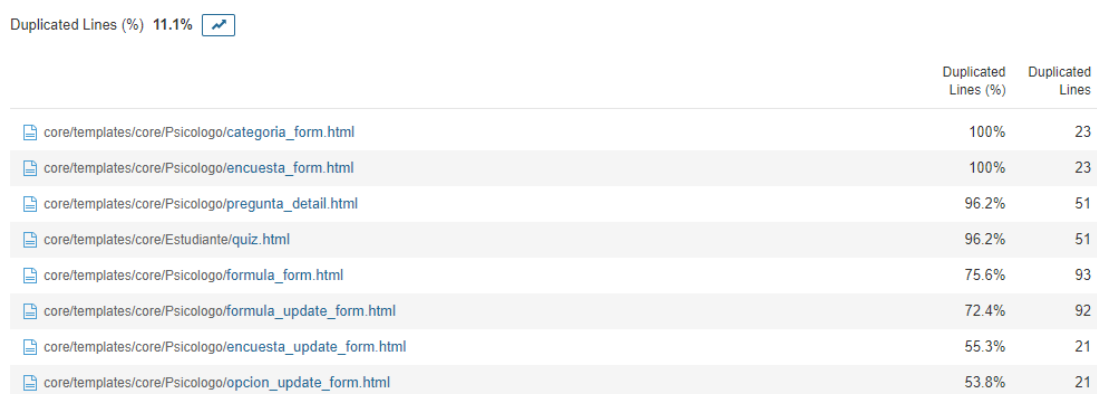 Duplicated Lines (%) 11.1%
Duplicated Lines (%) Duplicated Lines
core/templates/core/Psicologo/categoria_form.html 100% 23
core/templates/core/Psicologo/encuesta_form.html 100% 23
core/templates/core/Psicologo/pregunta_detail.html 96.2% 51
core/templates/core/Estudiante/quiz.html 96.2% 51
core/templates/core/Psicologo/formula_form.html 75.6% 93
core/templates/core/Psicologo/formula_update_form.html 72.4% 92
core/templates/core/Psicologo/encuesta_update_form.html 55.3% 21
core/templates/core/Psicologo/opcion_update_form.html 53.8% 21